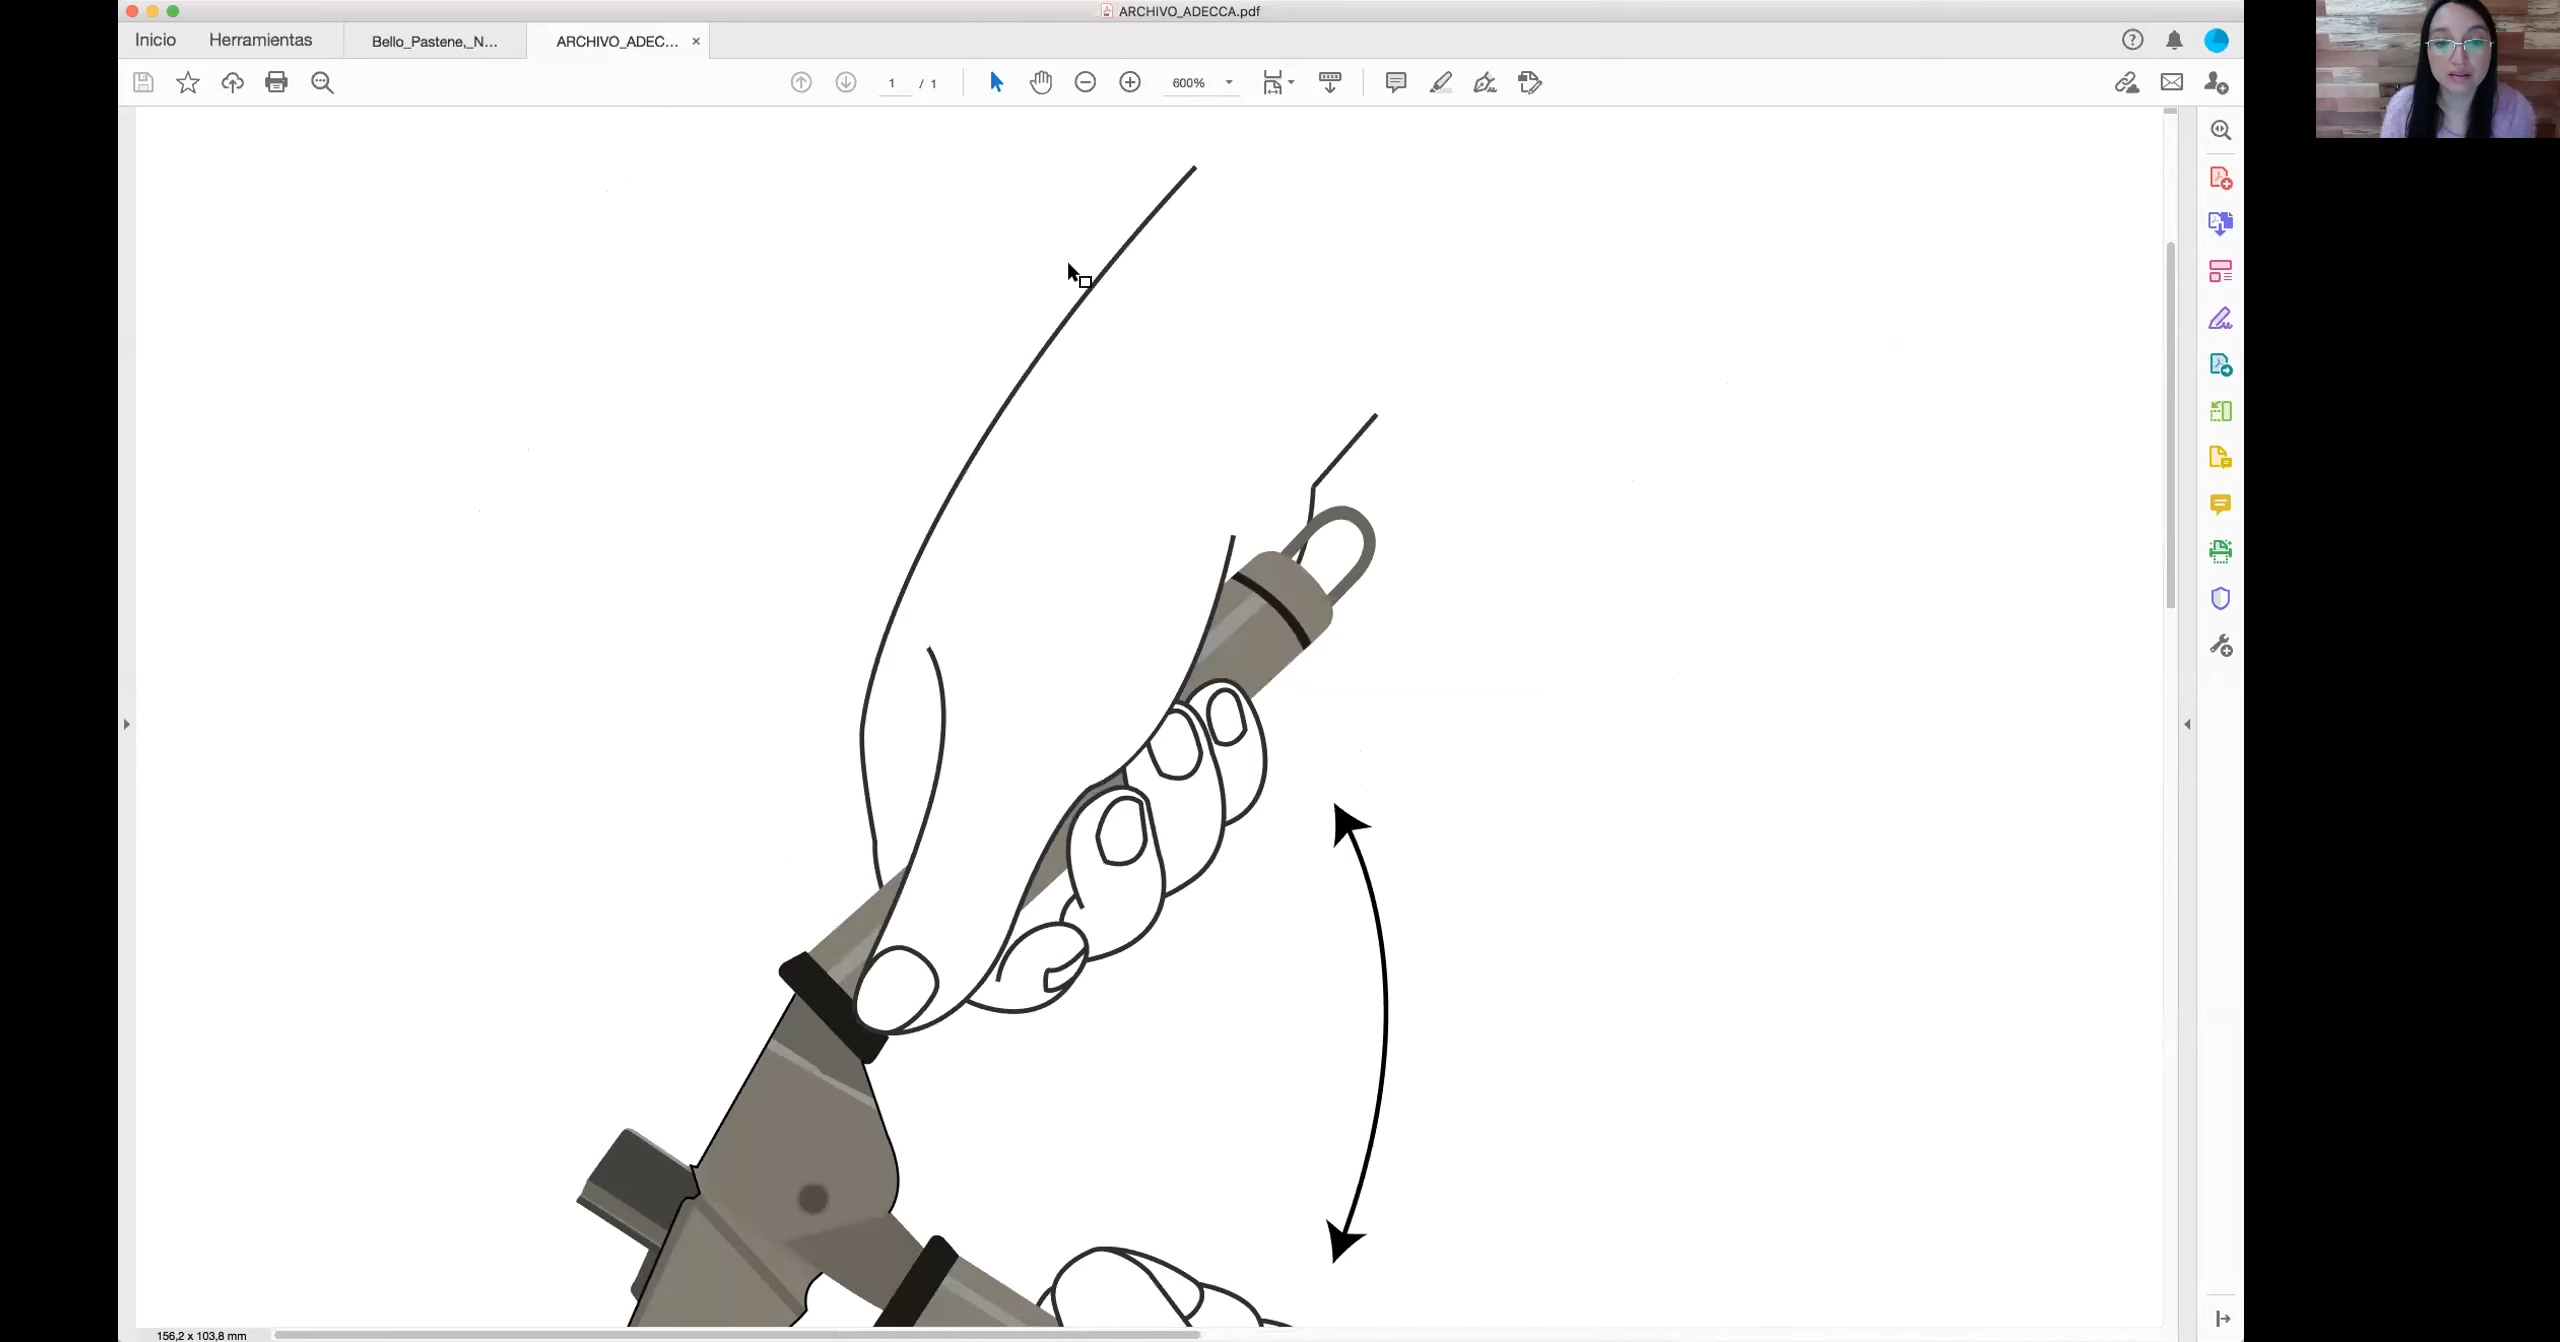 ARCHIVO_ADECCA.pdf
Inicio Herramientas Bello_Pastene,_N... ARCHIVO_ADEC... ×
1 / 1 600%
156,2 x 103,8 mm